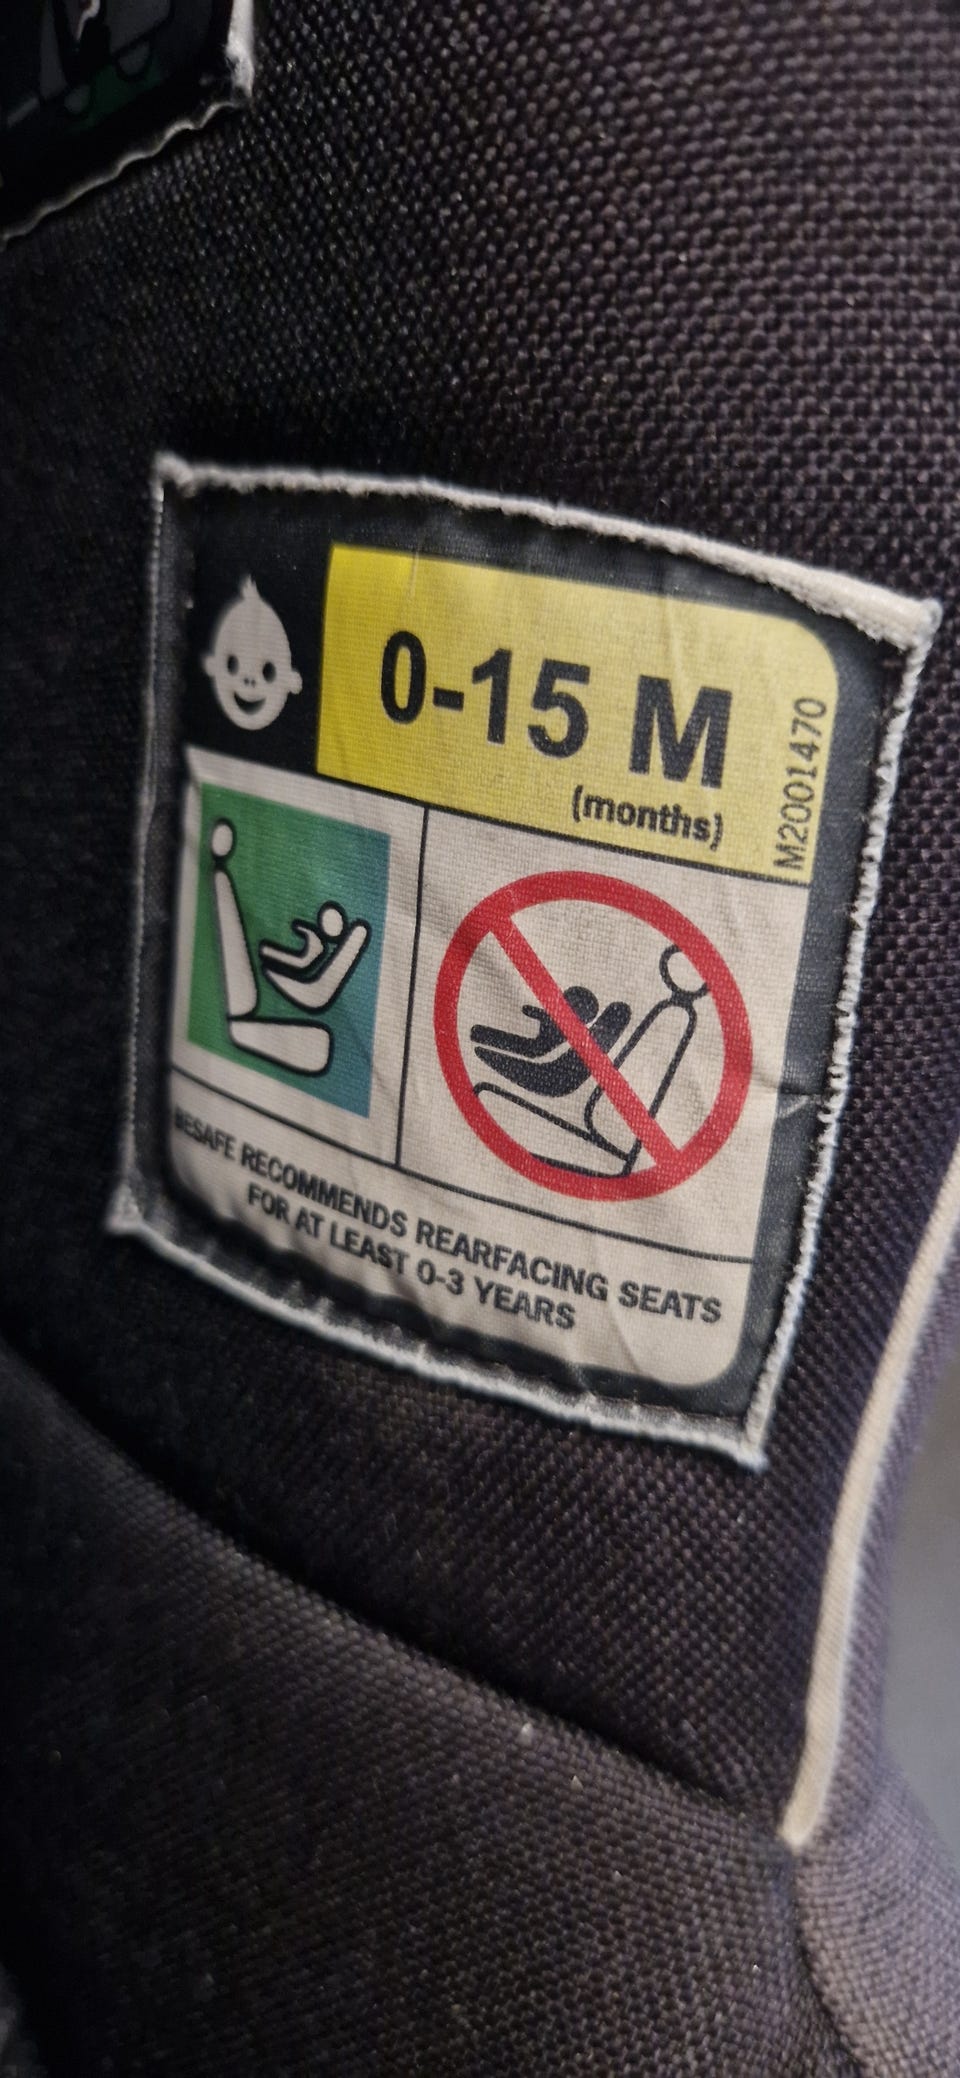 0-15 M
(months)
M2001470
BESAFE RECOMMENDS REARFACING SEATS
FOR AT LEAST 0-3 YEARS